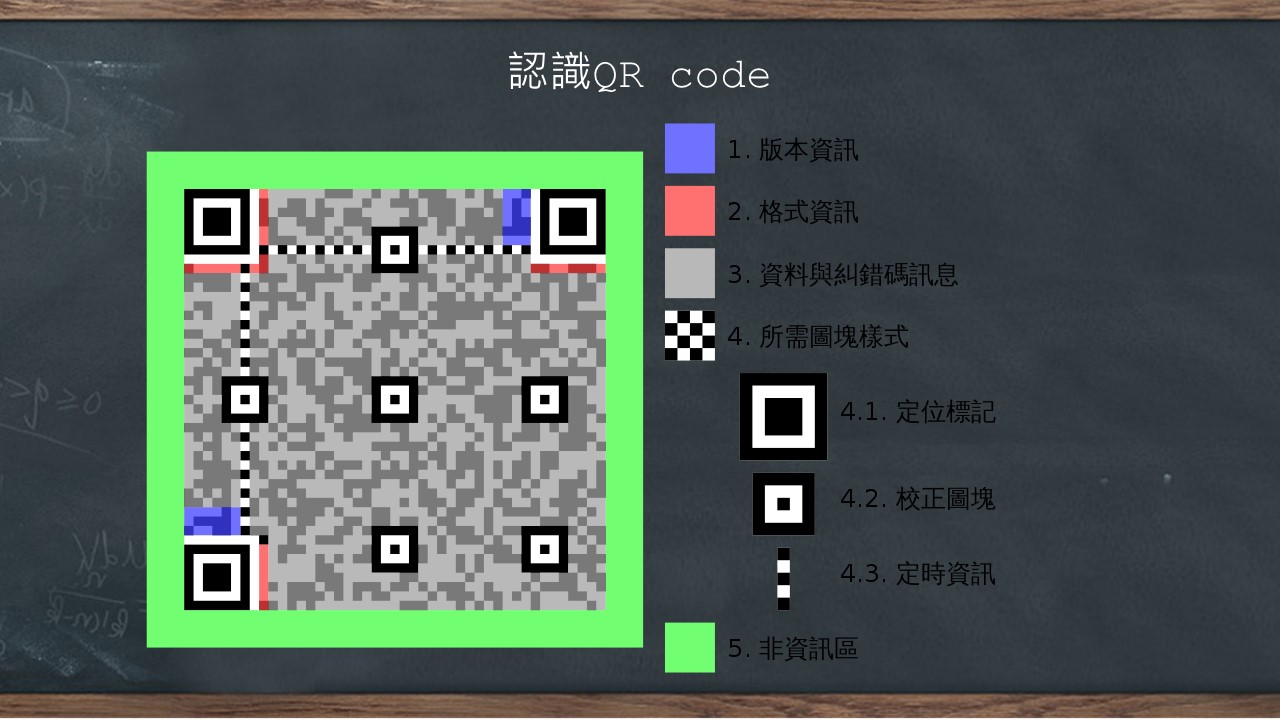 認識QR code
1. 版本資訊
2. 格式資訊
3. 資料與糾錯碼訊息
4. 所需圖塊樣式
4.1. 定位標記
4.2. 校正圖塊
4.3. 定時資訊
5. 非資訊區